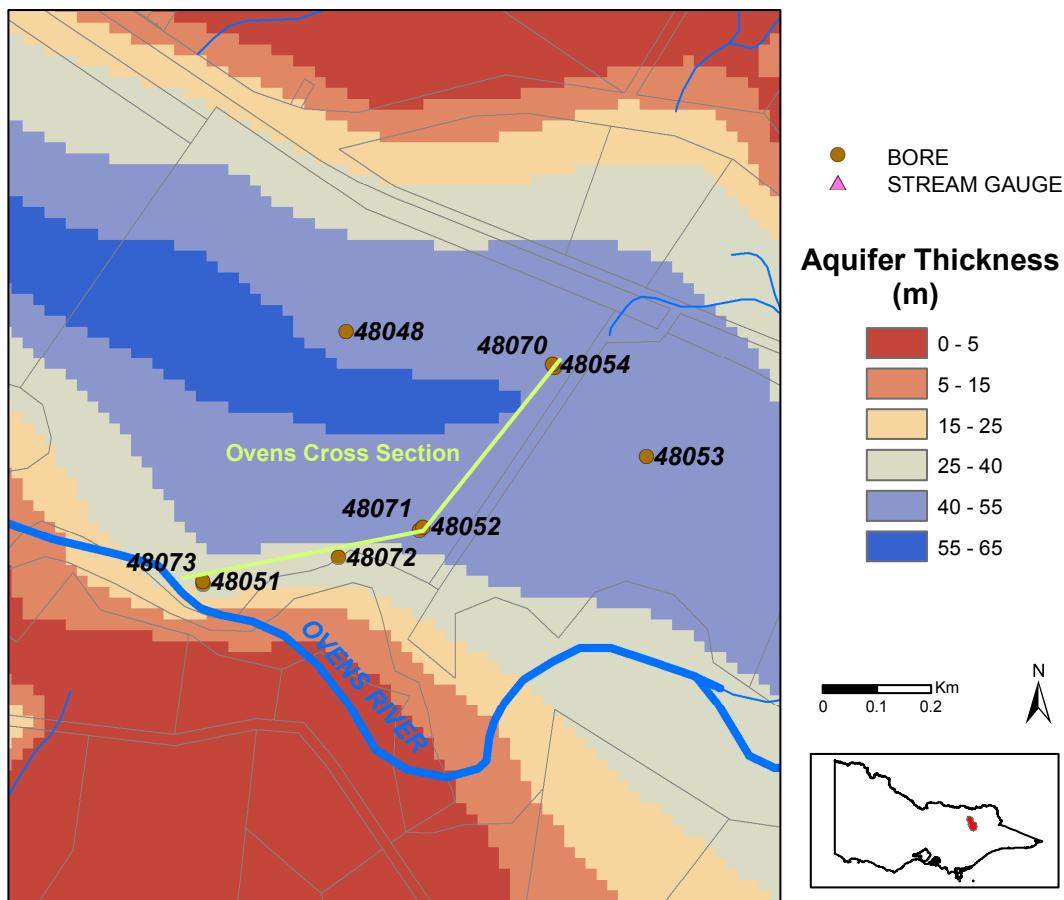 48048
48070
48054
48053
Ovens Cross Section
48071
48052
48072
48073
48051
OVENS RIVER
BORE
STREAM GAUGE
Aquifer Thickness
(m)
0 - 5
5 - 15
15 - 25
25 - 40
40 - 55
55 - 65
Km
0 0.1 0.2
N